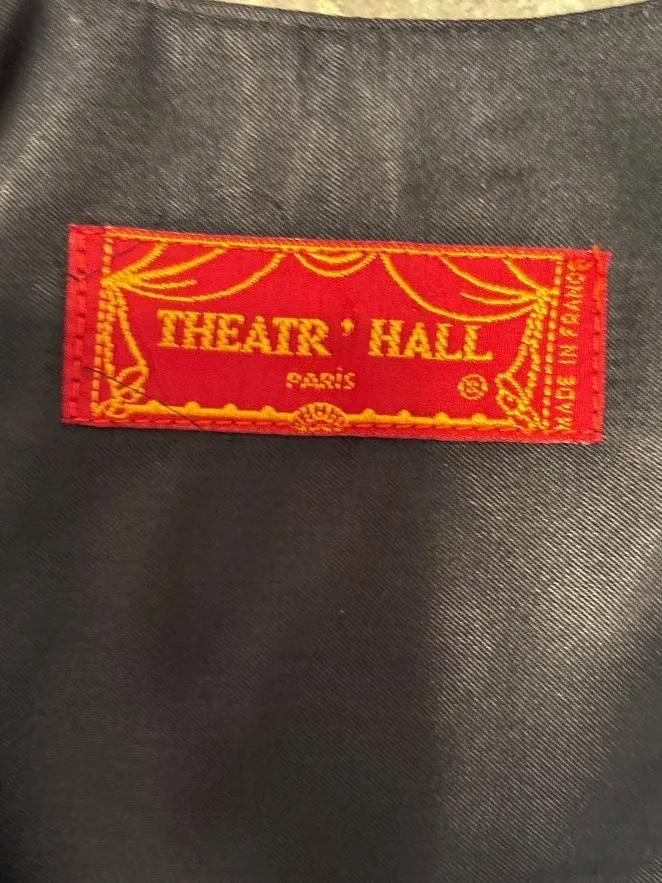 THEATR ' HALL
PARIS
®
MADE IN FRANCE